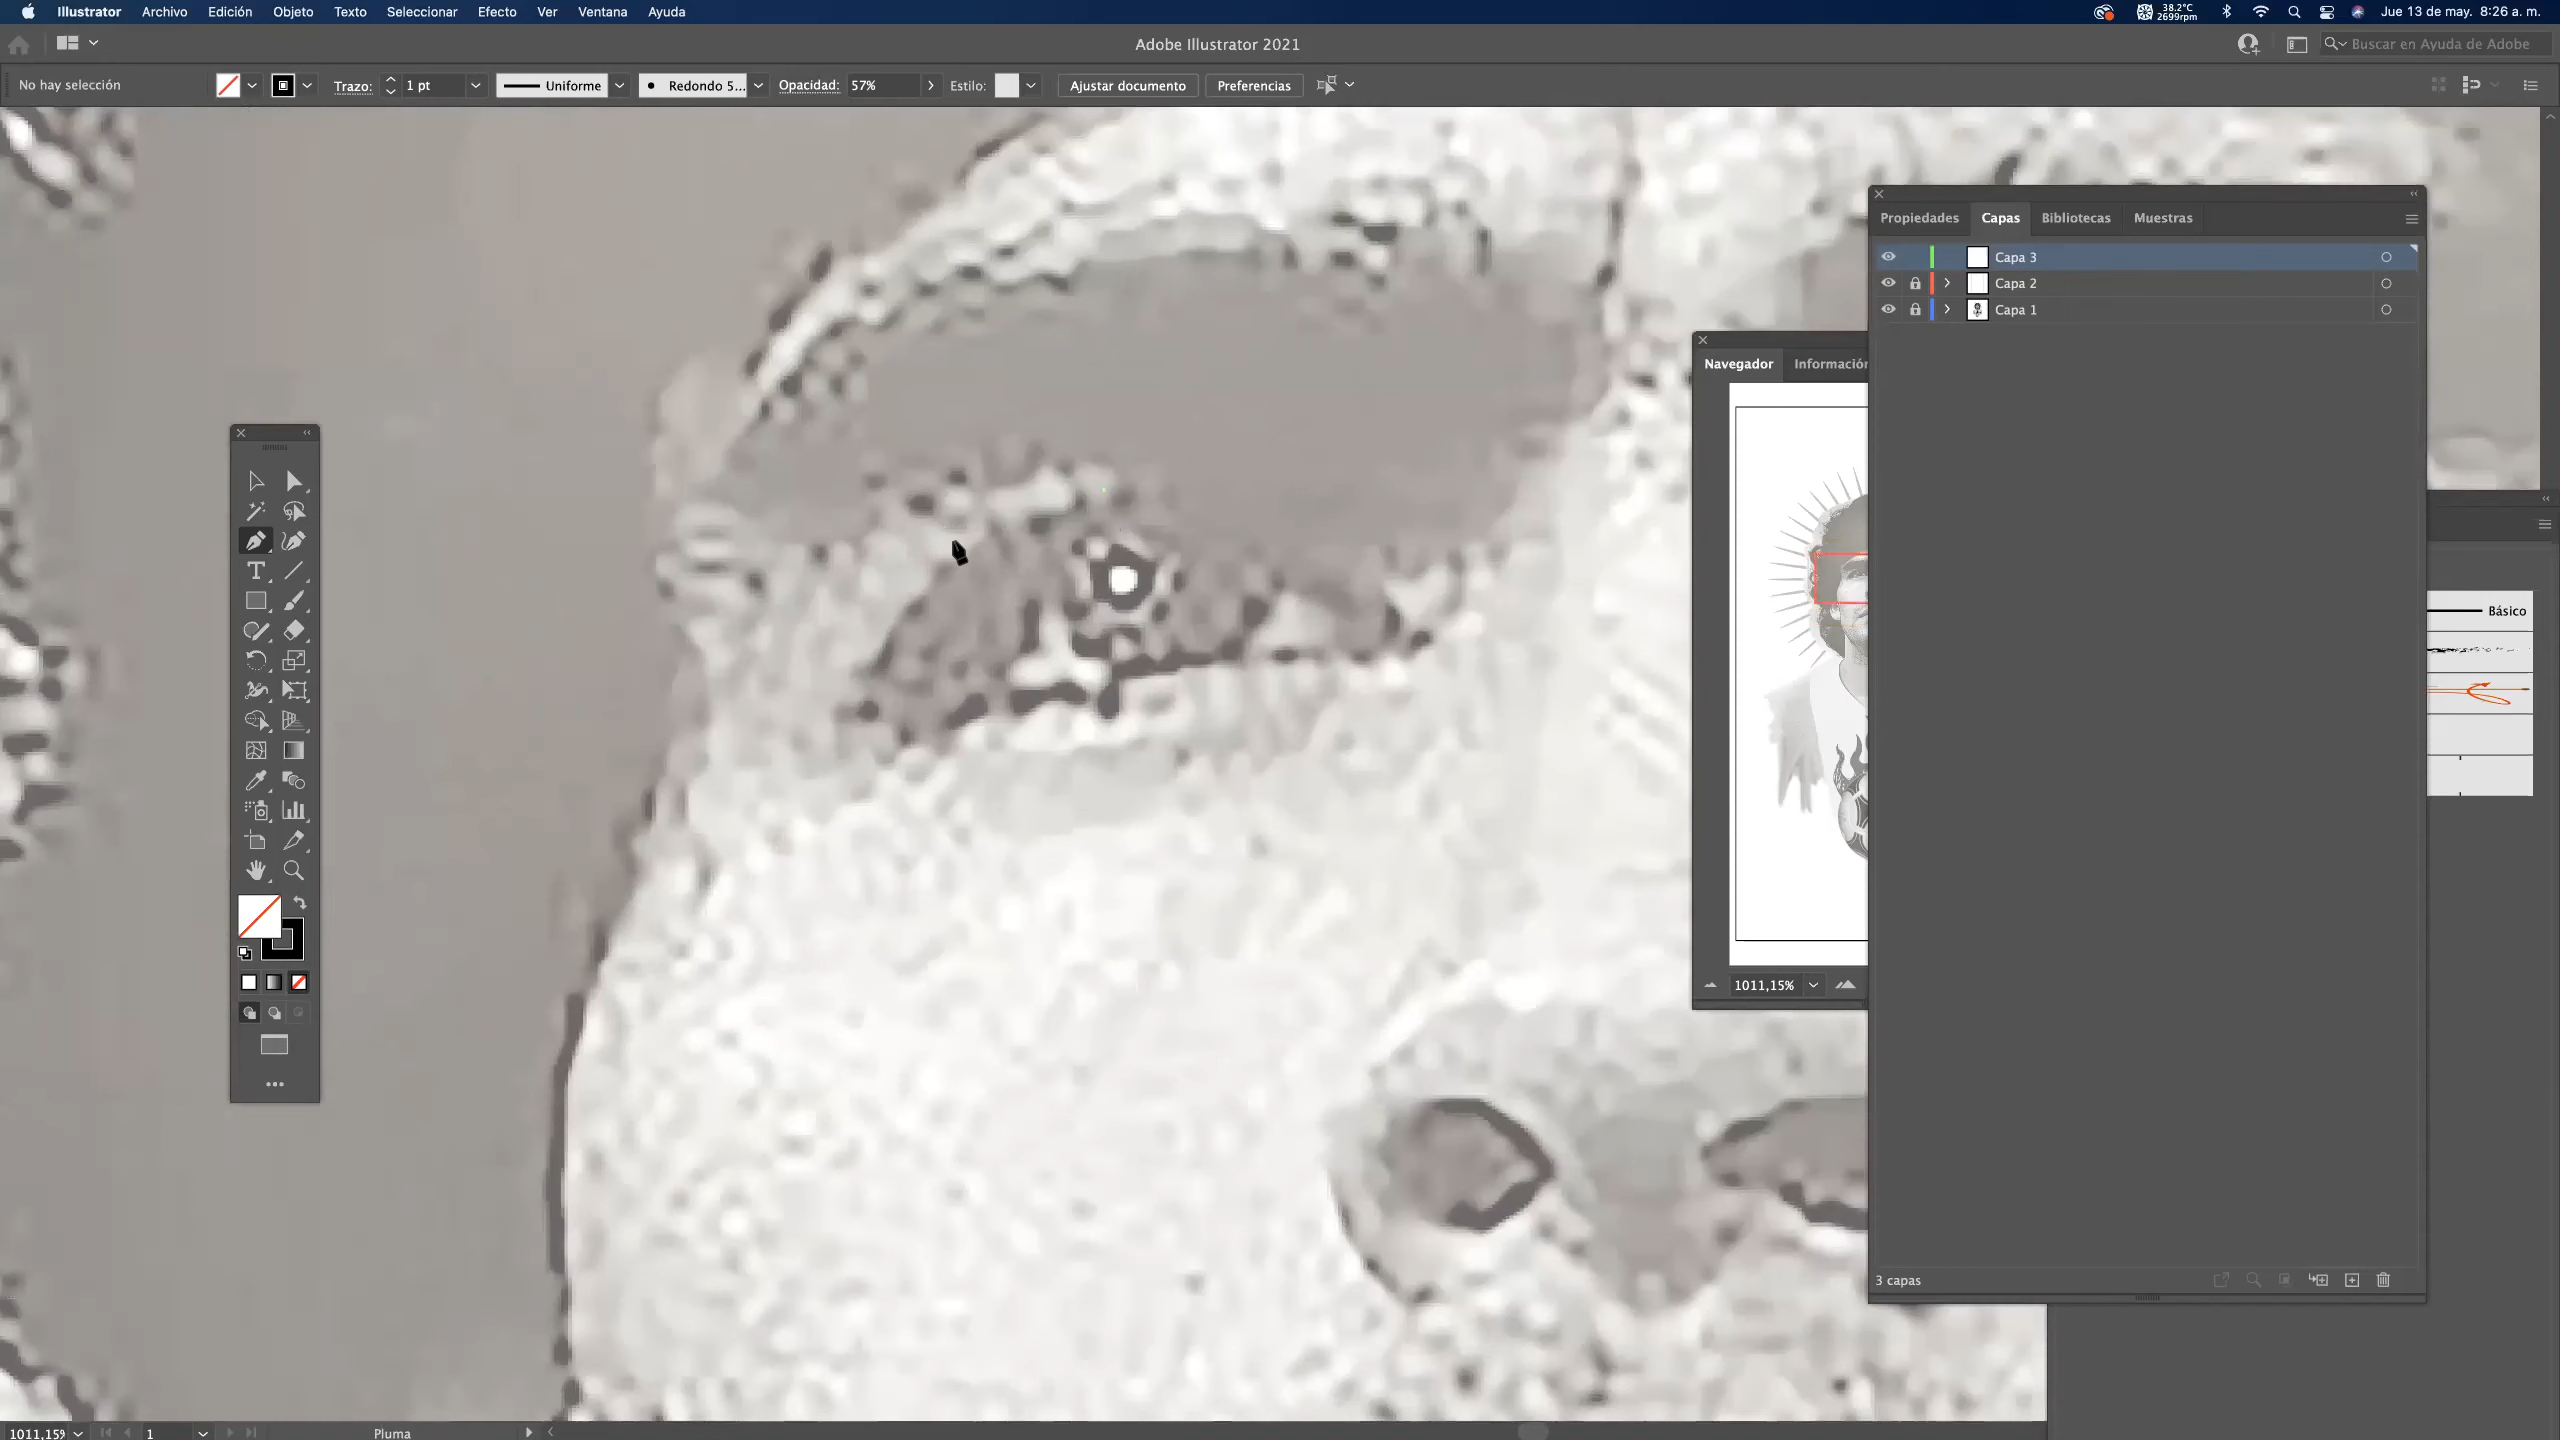 Illustrator Archivo Edición Objeto Texto Seleccionar Efecto Ver Ventana Ayuda
38.2°C
2699rpm
Jue 13 de may. 8:26 a. m.
Adobe Illustrator 2021
Buscar en Ayuda de Adobe
No hay selección
Trazo: 1 pt
Uniforme
Redondo 5...
Opacidad: 57%
Estilo:
Ajustar documento
Preferencias
Propiedades Capas Bibliotecas Muestras
Capa 3
Capa 2
Capa 1
Navegador Información
Básico
1011,15%
3 capas
1011,15%
1
Pluma